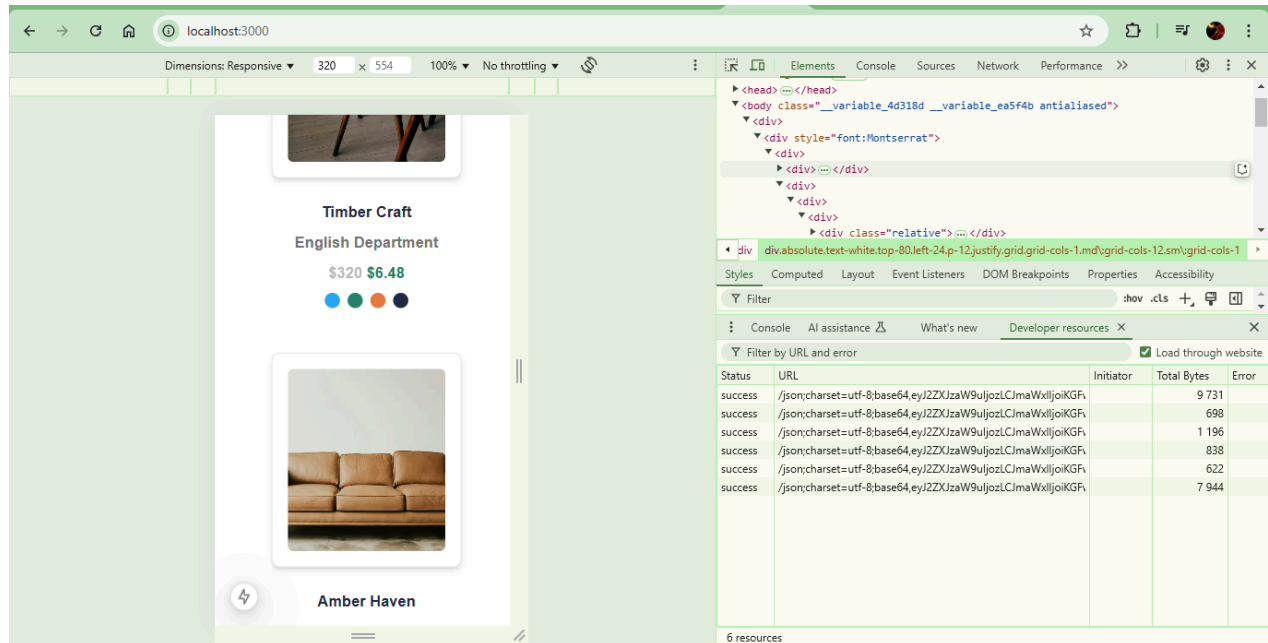 localhost:3000
Dimensions: Responsive ▼ 320 x 554 100% ▼ No throttling ▼
Elements Console Sources Network Performance
<head> </head>
<body class="__variable_4d318d __variable_ea5f4b antialiased">
<div>
<div style="font:Montserrat">
<div>
<div> </div>
<div>
<div>
<div>
<div class="relative"> </div>
div div.absolute.text-white.top-80.left-24.p-12.justify.grid.grid-cols-1.md\:grid-cols-12.sm\:grid-cols-1
Styles Computed Layout Event Listeners DOM Breakpoints Properties Accessibility
Filter :hov .cls
Console AI assistance What's new Developer resources
Filter by URL and error Load through website
Status URL Initiator Total Bytes Error
success /json;charset=utf-8;base64,eyJ2ZXJzaW9uIjozLCJmaWxlIjoiKGFv 9 731
success /json;charset=utf-8;base64,eyJ2ZXJzaW9uIjozLCJmaWxlIjoiKGFv 698
success /json;charset=utf-8;base64,eyJ2ZXJzaW9uIjozLCJmaWxlIjoiKGFv 1 196
success /json;charset=utf-8;base64,eyJ2ZXJzaW9uIjozLCJmaWxlIjoiKGFv 838
success /json;charset=utf-8;base64,eyJ2ZXJzaW9uIjozLCJmaWxlIjoiKGFv 622
success /json;charset=utf-8;base64,eyJ2ZXJzaW9uIjozLCJmaWxlIjoiKGFv 7 944
6 resources
Timber Craft
English Department
$320 $6.48
Amber Haven